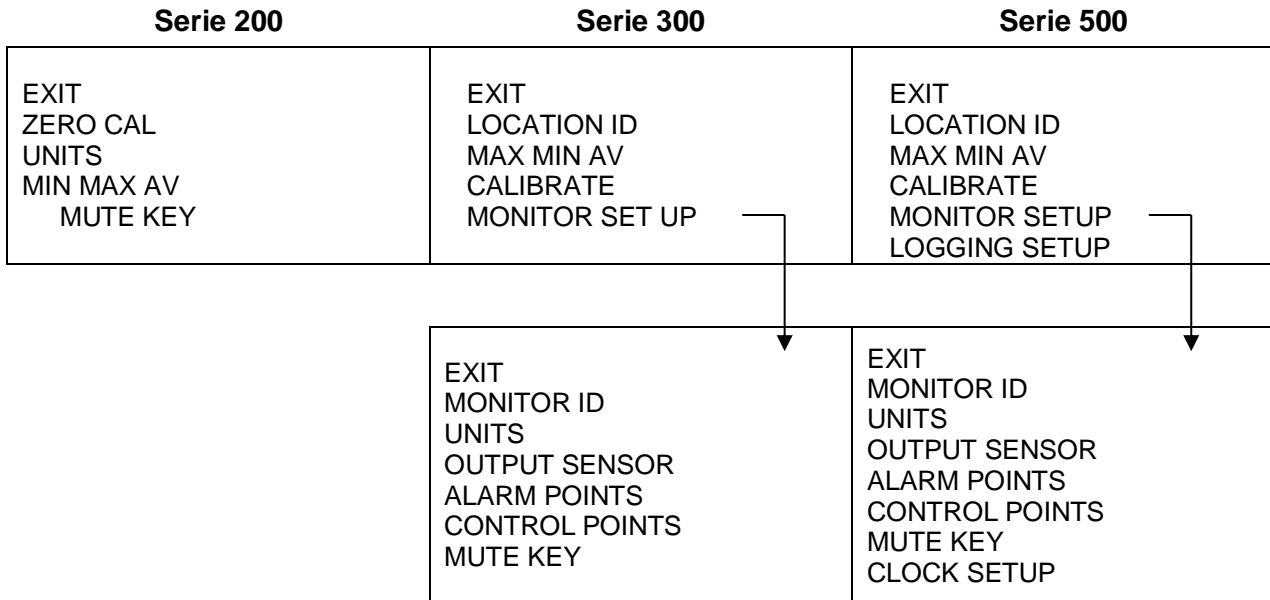 Serie 200
Serie 300
Serie 500
EXIT
ZERO CAL
UNITS
MIN MAX AV
MUTE KEY
EXIT
LOCATION ID
MAX MIN AV
CALIBRATE
MONITOR SET UP
EXIT
LOCATION ID
MAX MIN AV
CALIBRATE
MONITOR SETUP
LOGGING SETUP
EXIT
MONITOR ID
UNITS
OUTPUT SENSOR
ALARM POINTS
CONTROL POINTS
MUTE KEY
EXIT
MONITOR ID
UNITS
OUTPUT SENSOR
ALARM POINTS
CONTROL POINTS
MUTE KEY
CLOCK SETUP